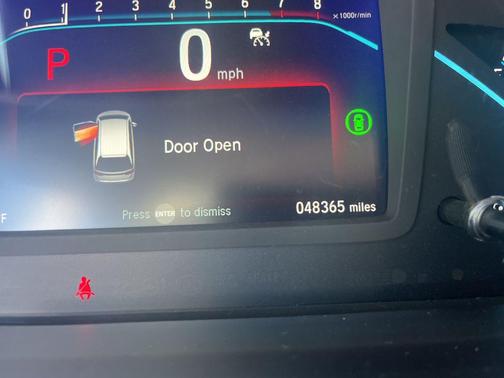 0 1 2 3 4 5 6 7 8
×1000r/min
P
0
mph
Door Open
Press ENTER to dismiss
048365 miles
F